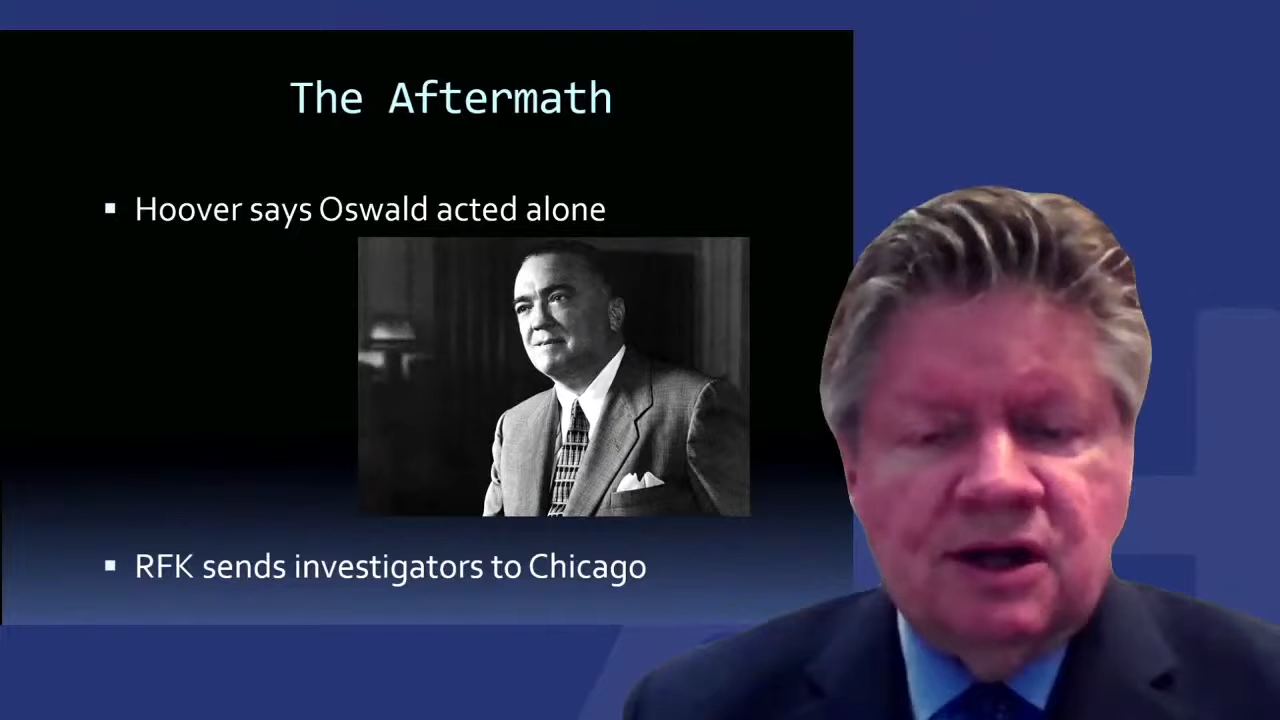 The Aftermath
▪ Hoover says Oswald acted alone
▪ RFK sends investigators to Chicago